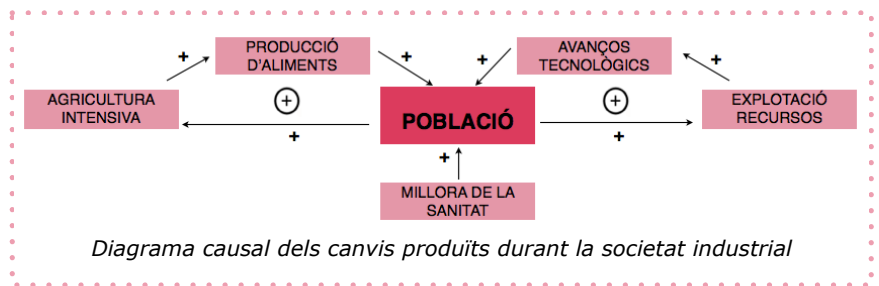 PRODUCCIÓ
D'ALIMENTS
AVANÇOS
TECNOLÒGICS
+
+
+
+
AGRICULTURA
INTENSIVA
+
POBLACIÓ
+
EXPLOTACIÓ
RECURSOS
+
+
+
MILLORA DE LA
SANITAT
Diagrama causal dels canvis produïts durant la societat industrial